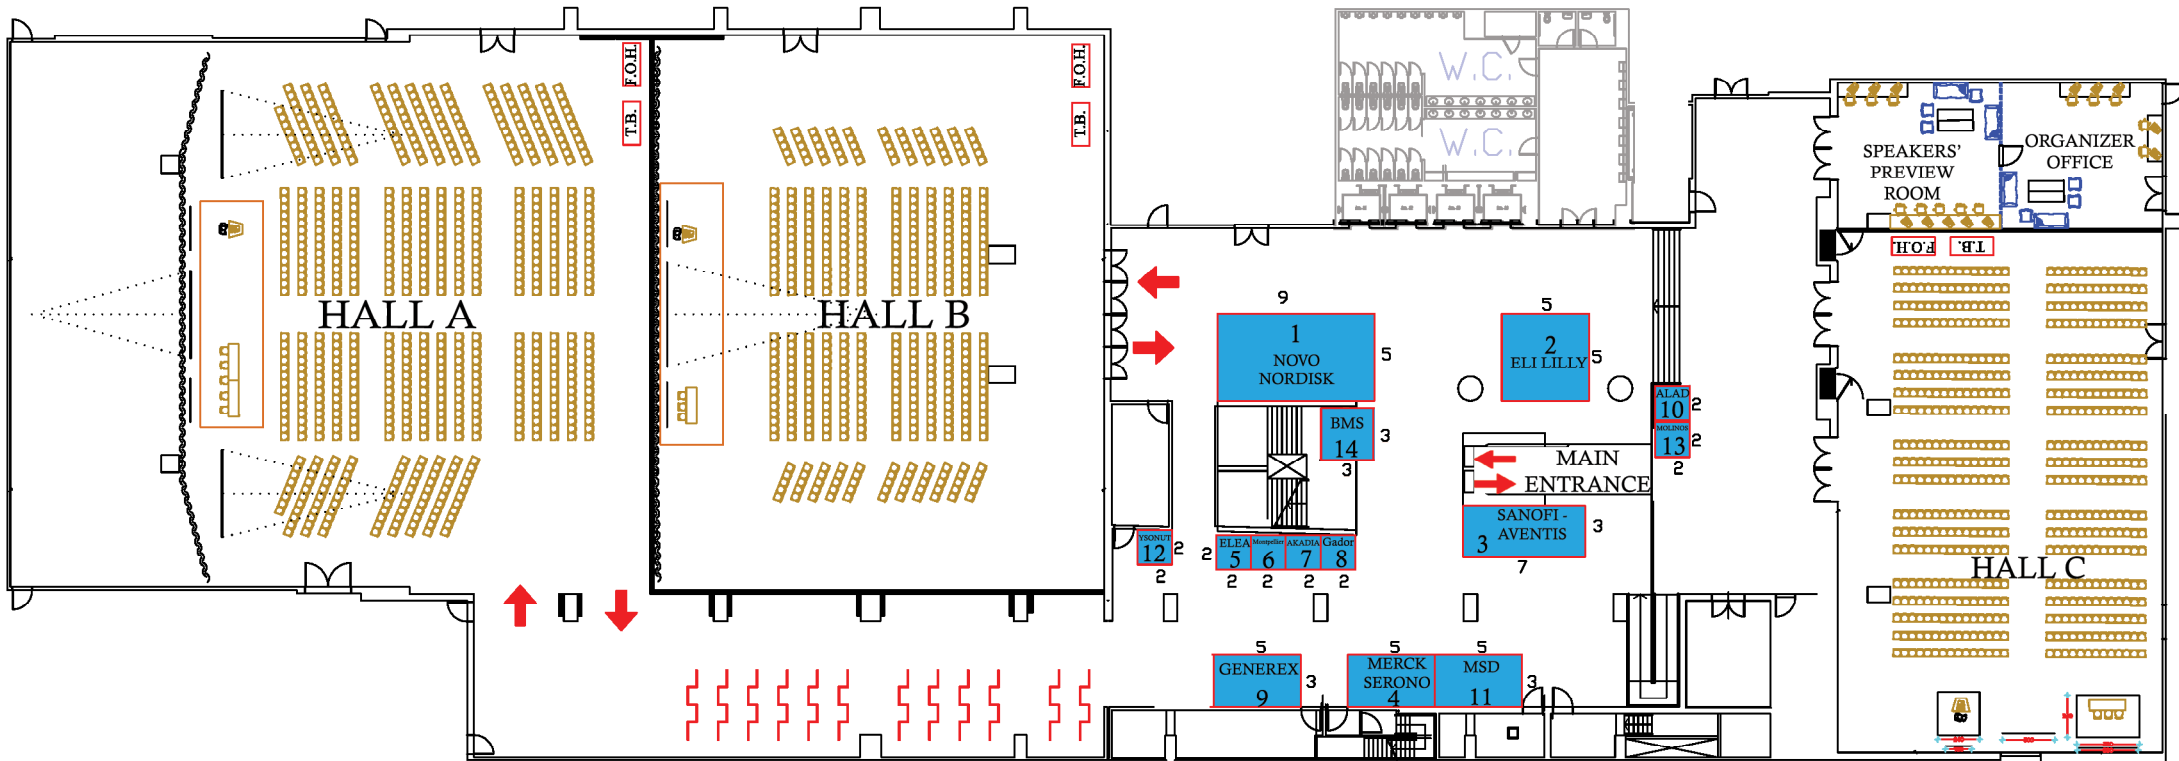 F.O.H.
T.B.
HALL A
F.O.H.
T.B.
HALL B
W.C.
W.C.
SPEAKERS'
PREVIEW
ROOM
ORGANIZER
OFFICE
F.O.H.
T.B.
HALL C
9
1
NOVO
NORDISK
5
5
2
ELI LILLY
5
BMS
14
3
3
ALAD
10
2
MOLINOS
13
2
2
MAIN
ENTRANCE
SANOFI -
AVENTIS
3
3
7
YSONUT
12
2
2
2
ELEA
5
2
Montpellier
6
2
AKADIA
7
2
Gador
8
2
5
GENEREX
9
3
5
MERCK
SERONO
4
5
MSD
11
3